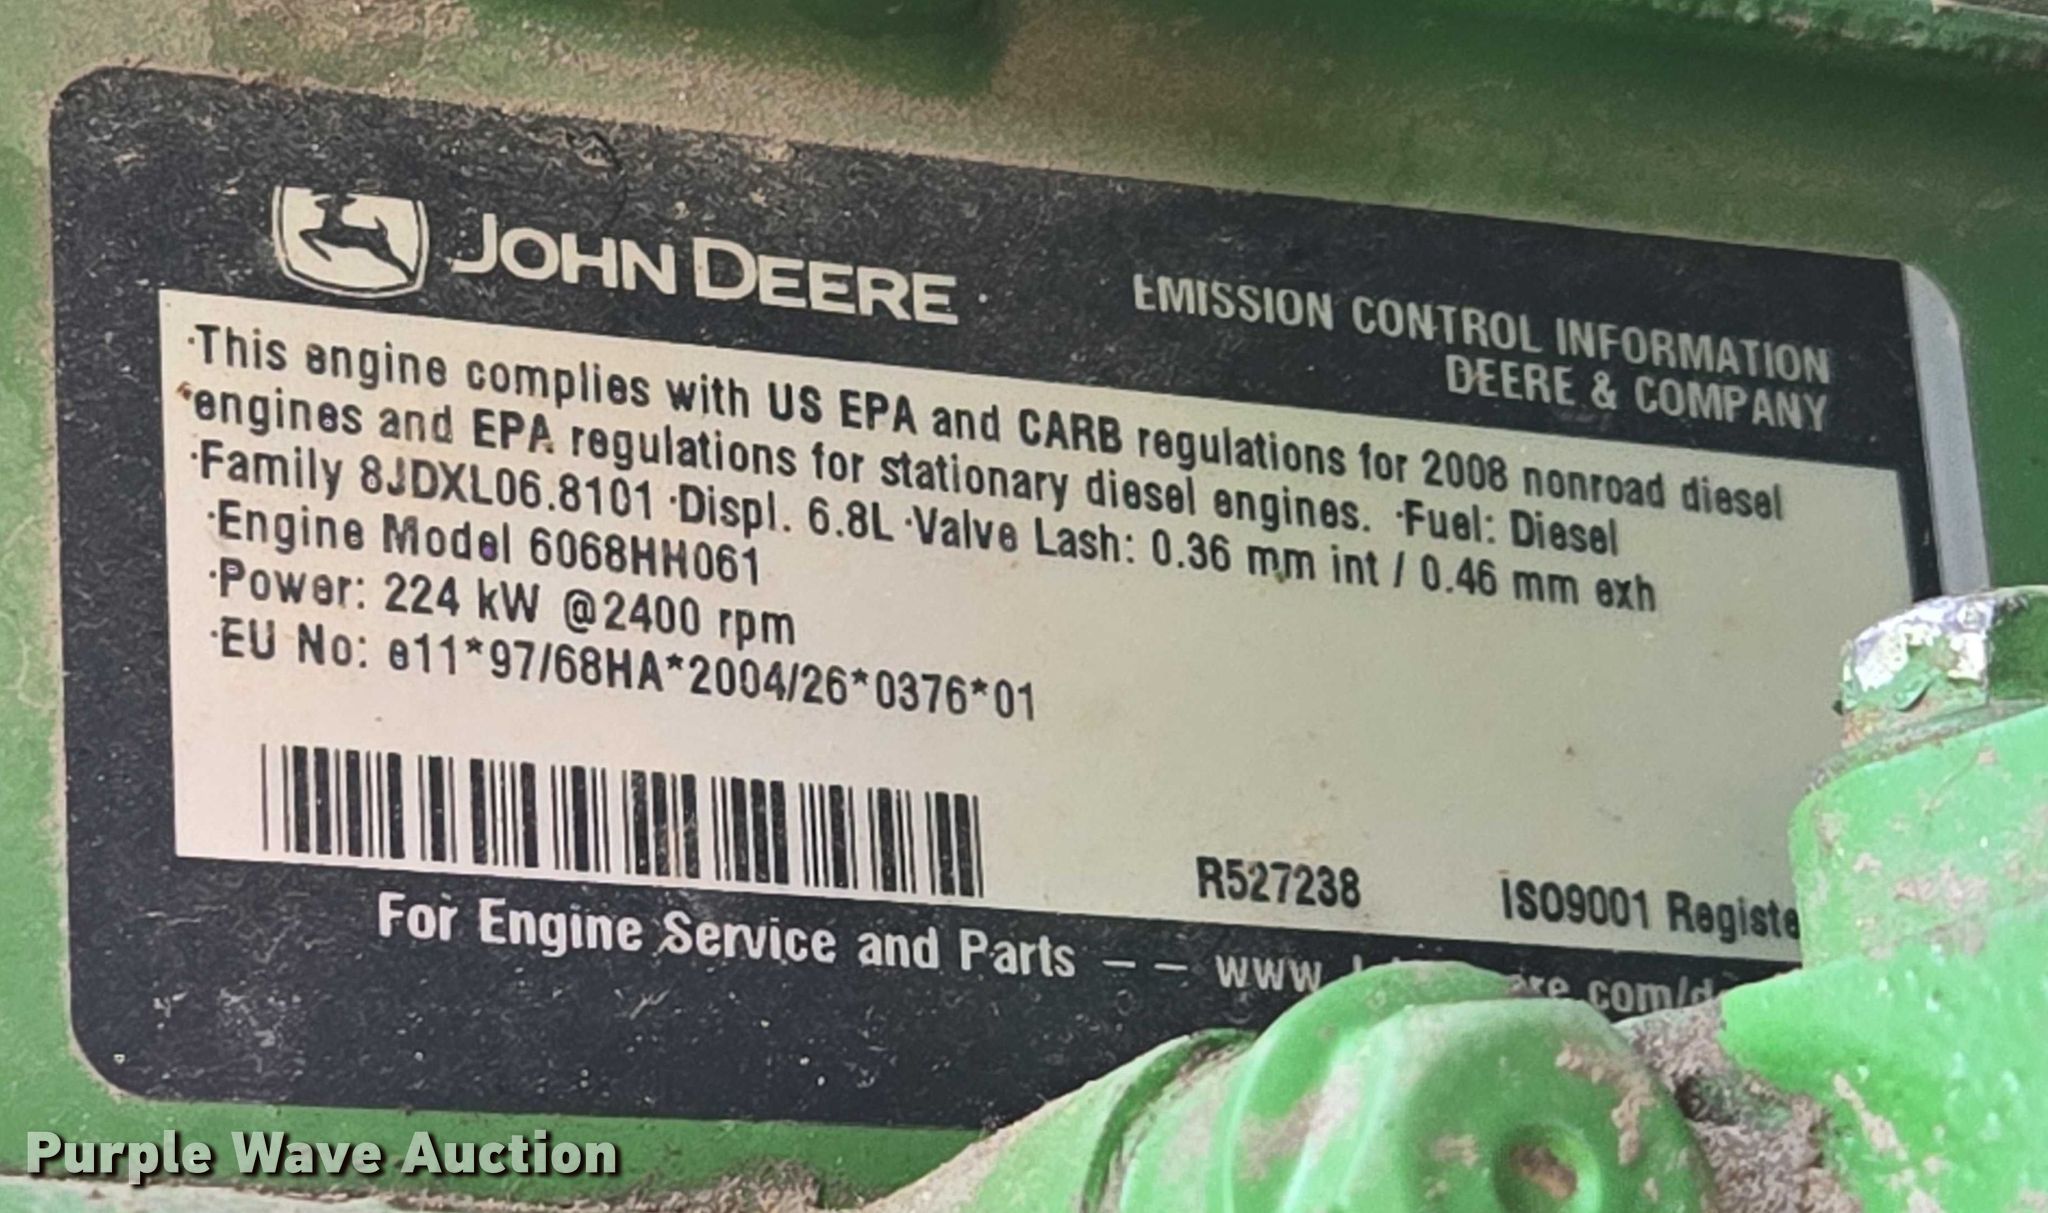 JOHN DEERE
EMISSION CONTROL INFORMATION
DEERE & COMPANY
·This engine complies with US EPA and CARB regulations for 2008 nonroad diesel
engines and EPA regulations for stationary diesel engines. ·Fuel: Diesel
·Family 8JDXL06.8101 ·Displ. 6.8L ·Valve Lash: 0.36 mm int / 0.46 mm exh
·Engine Model 6068HH061
·Power: 224 kW @2400 rpm
·EU No: e11*97/68HA*2004/26*0376*01
R527238 ISO9001
For Engine Service and Parts -- www.
Purple Wave Auction